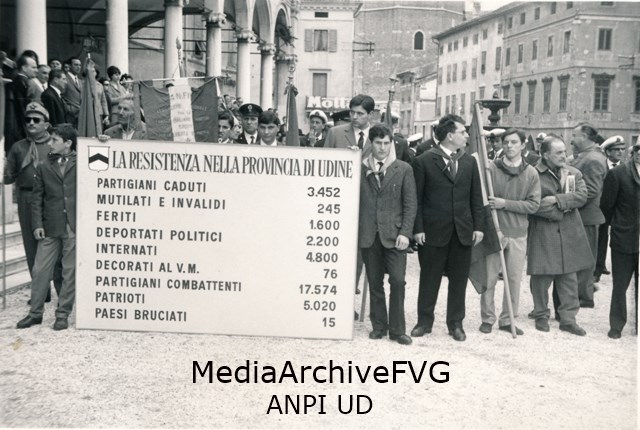 Motta
A.N.P.I.
LA RESISTENZA NELLA PROVINCIA DI UDINE
PARTIGIANI CADUTI 3.452
MUTILATI E INVALIDI 245
FERITI 1.600
DEPORTATI POLITICI 2.200
INTERNATI 4.800
DECORATI AL V.M. 76
PARTIGIANI COMBATTENTI 17.574
PATRIOTI 5.020
PAESI BRUCIATI 15
MediaArchiveFVG
ANPI UD